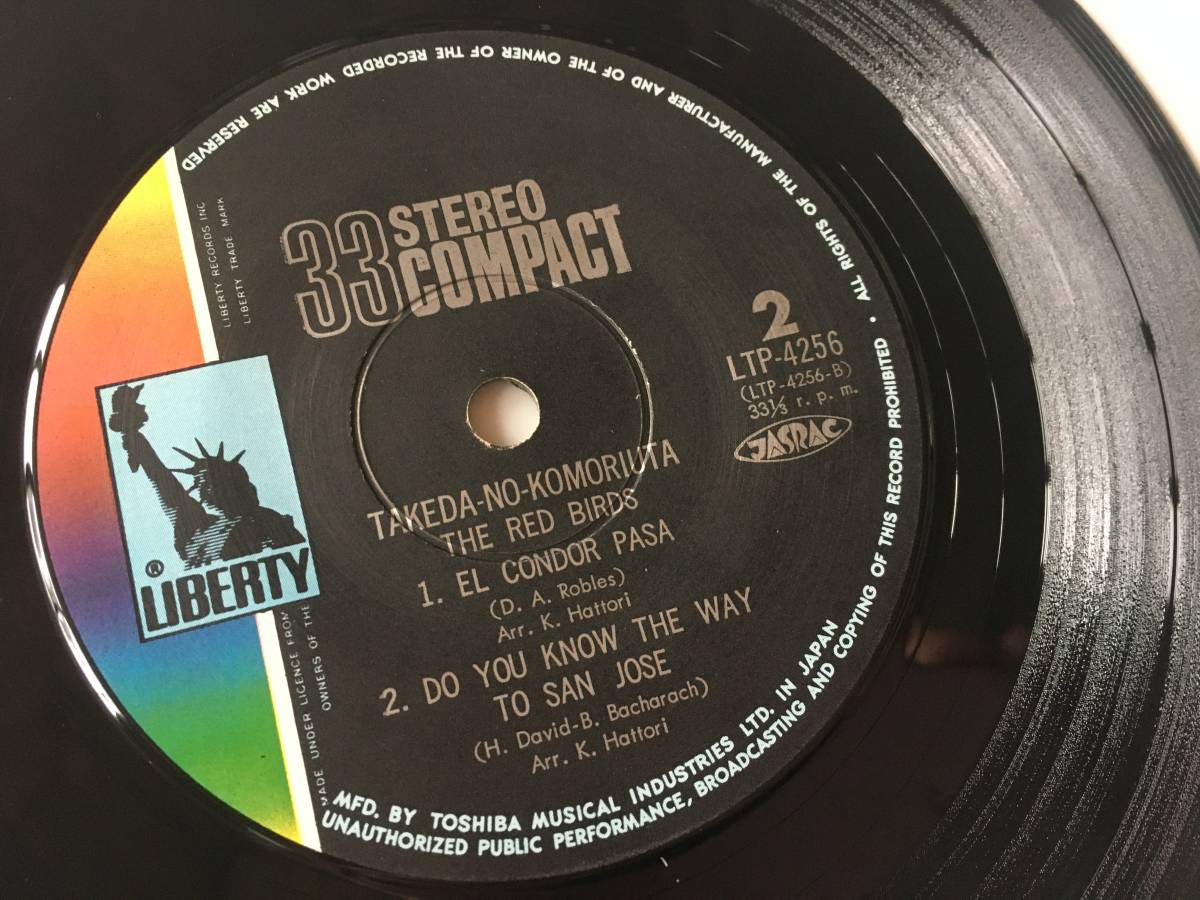 33 STEREO
COMPACT
2
LTP-4256
(LTP-4256-B)
33⅓ r. p. m.
JASRAC
TAKEDA-NO-KOMORIUTA
THE RED BIRDS
1. EL CONDOR PASA
(D. A. Robles)
Arr. K. Hattori
2. DO YOU KNOW THE WAY
TO SAN JOSE
(H. David-B. Bacharach)
Arr. K. Hattori
LIBERTY RECORDS INC
LIBERTY TRADE MARK
®
LIBERTY
MADE UNDER LICENCE FROM
OWNERS OF THE
MFD. BY TOSHIBA MUSICAL INDUSTRIES LTD. IN JAPAN
UNAUTHORIZED PUBLIC PERFORMANCE, BROADCASTING AND COPYING OF THIS RECORD PROHIBITED • ALL RIGHTS OF THE MANUFACTURER AND OF THE OWNER OF THE RECORDED WORK ARE RESERVED